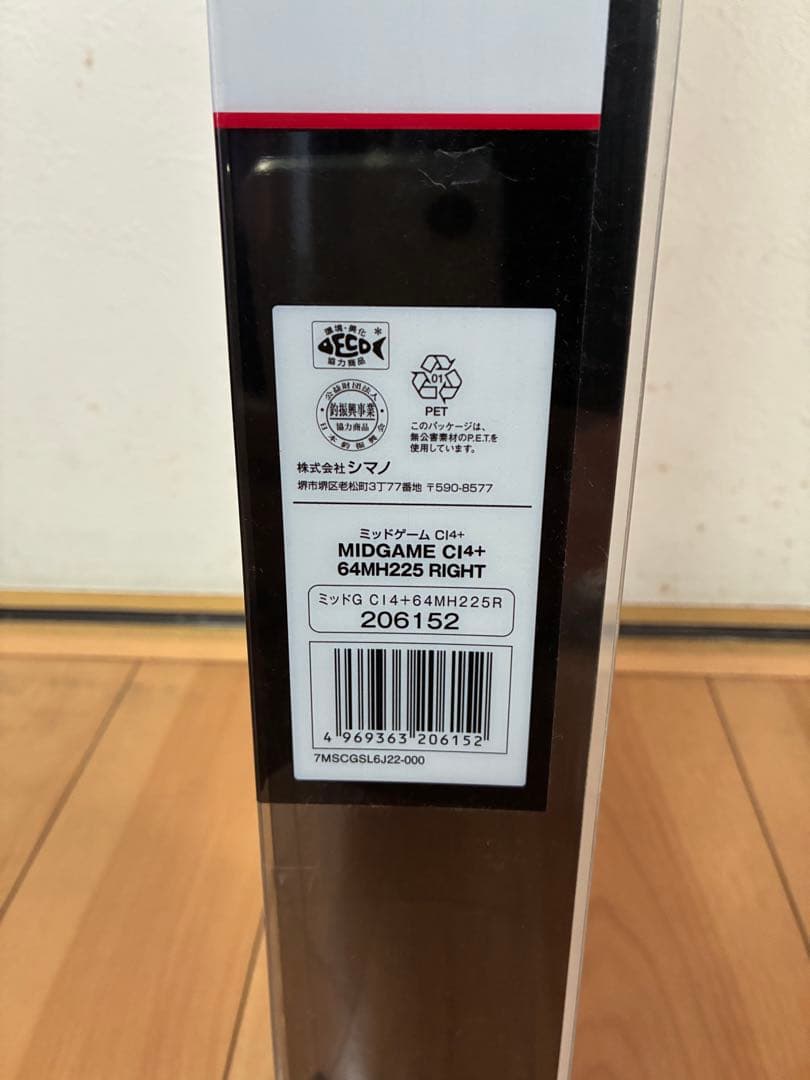 環境・美化
ECO
*
協力商品
公益財団法人
釣振興事業
協力商品
日本釣振興会
01
PET
このパッケージは、
無公害素材のP.E.T.を
使用しています。
株式会社シマノ
堺市堺区老松町3丁77番地 〒590-8577
ミッドゲーム CI4+
MIDGAME CI4+
64MH225 RIGHT
ミッドG CI4+64MH225R
206152
4 969363 206152
7MSCGSL6J22-000